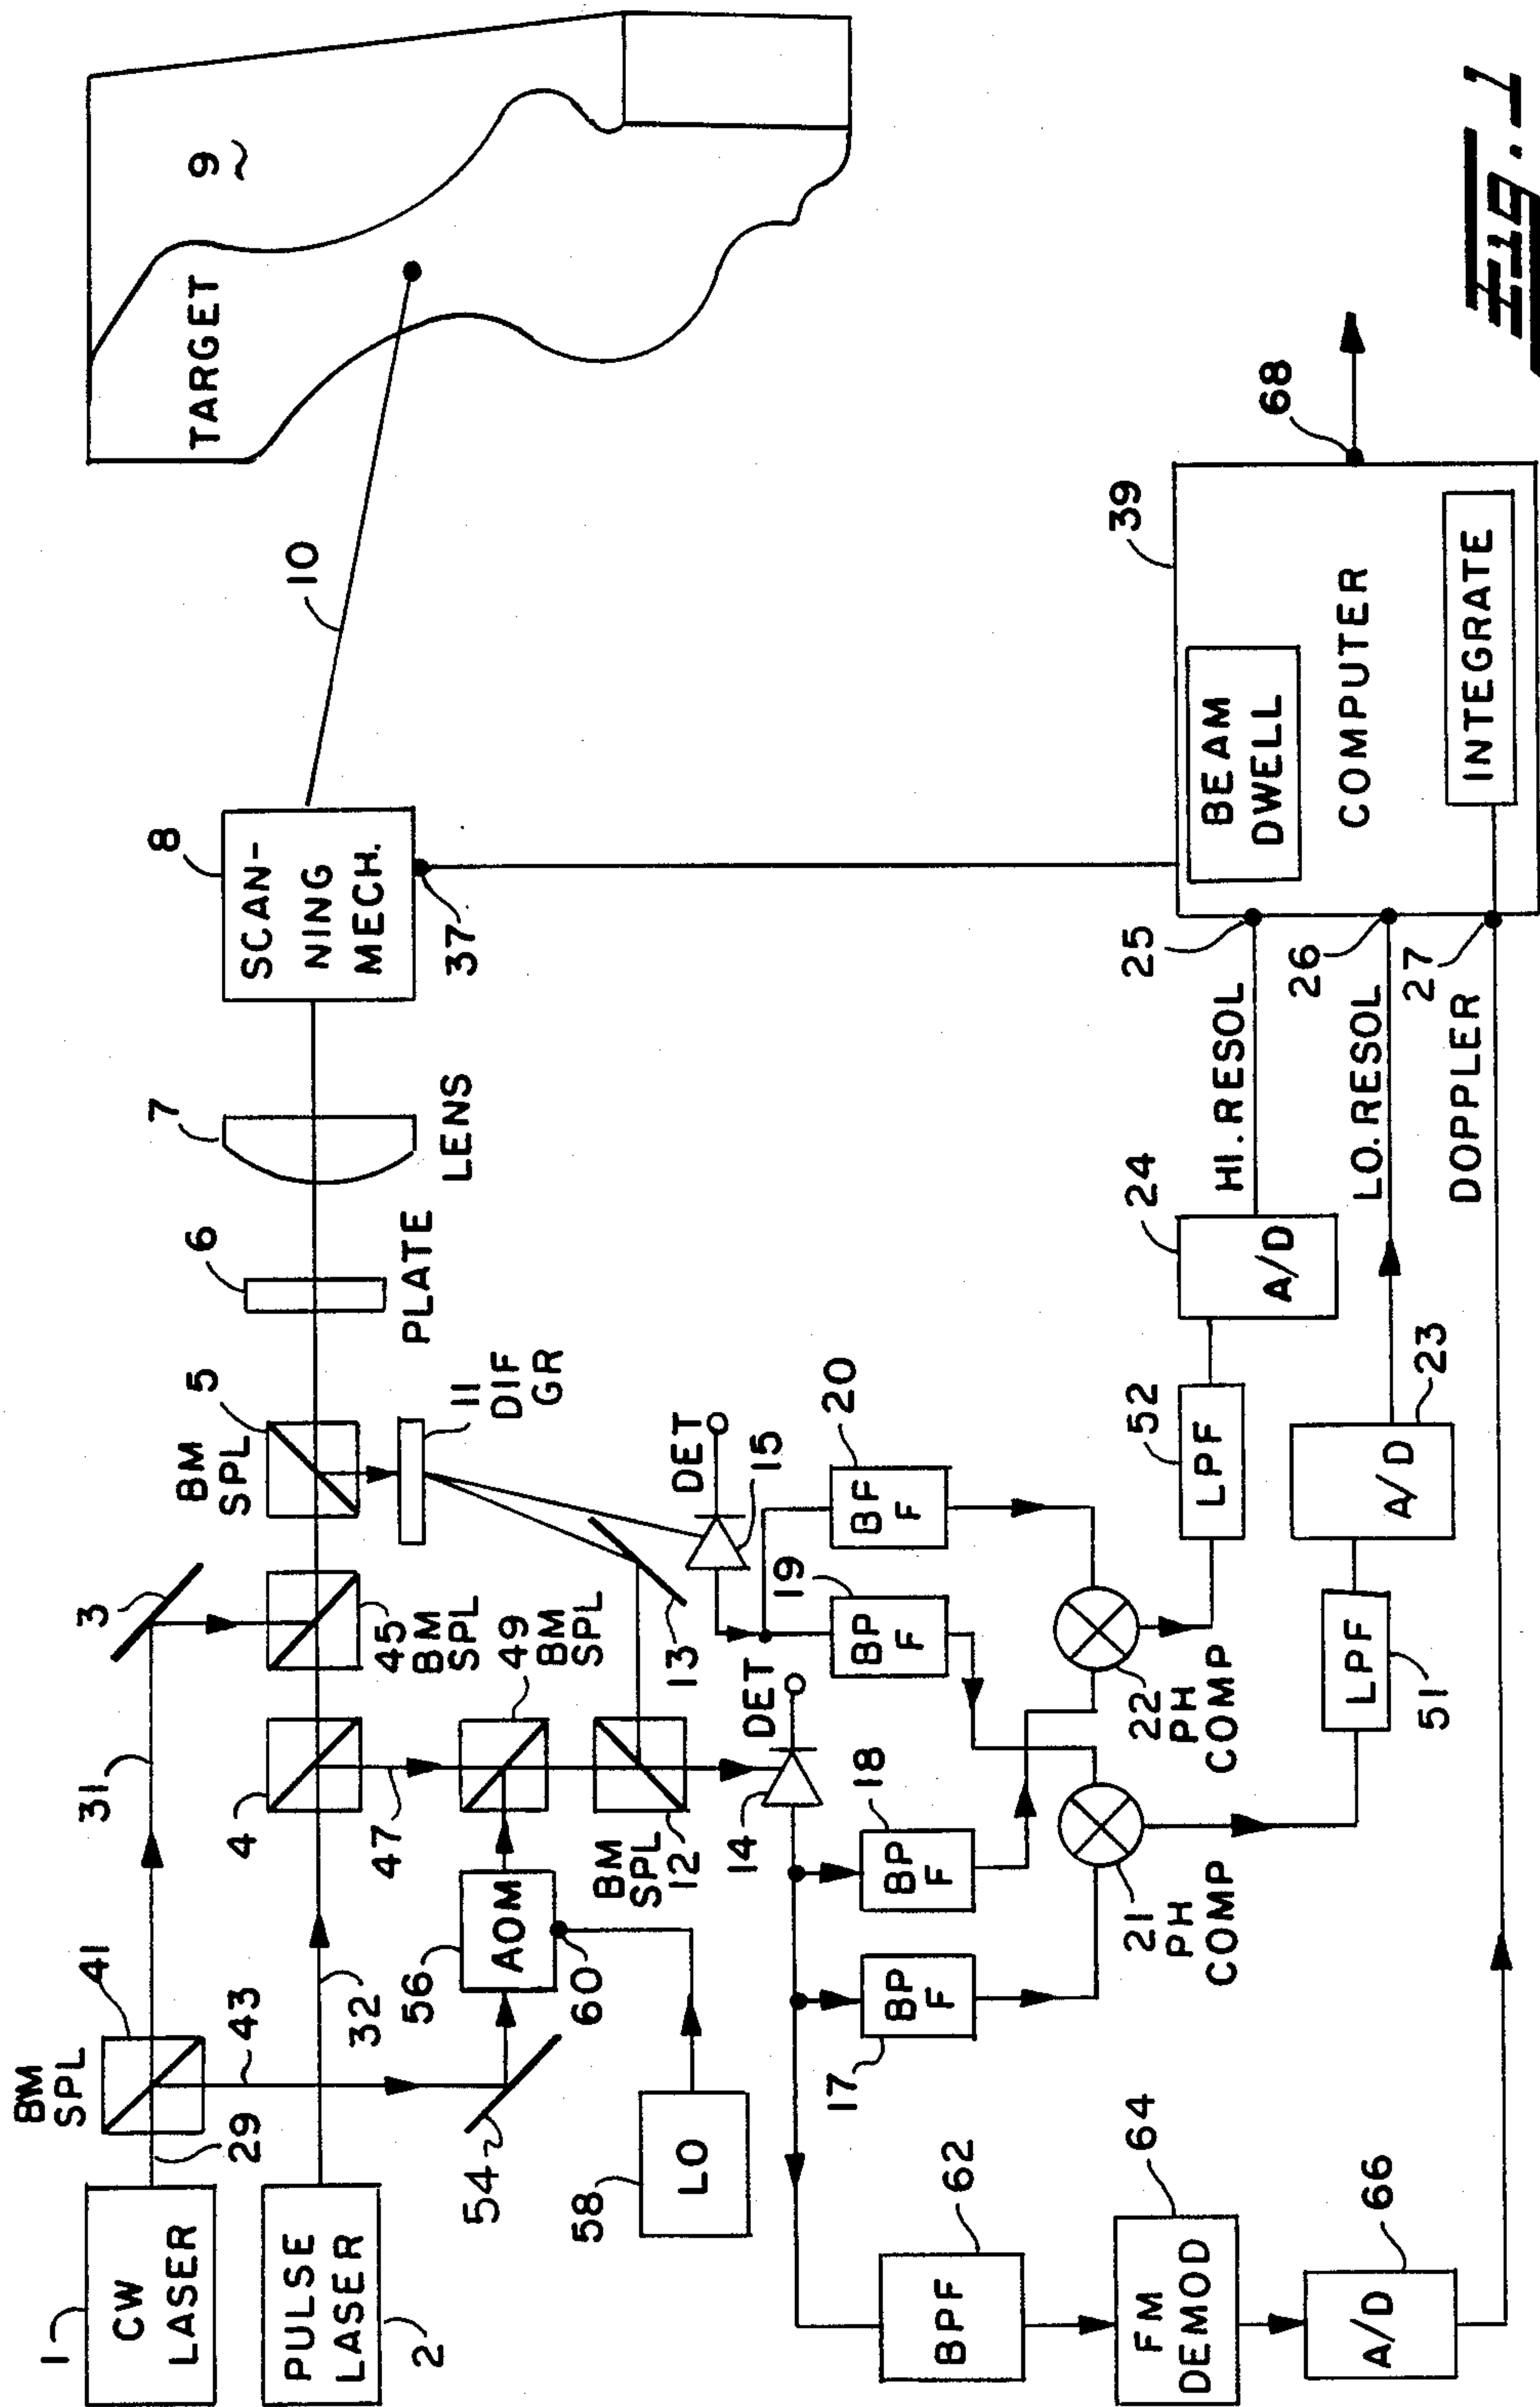 1
CW
LASER
29
BM
SPL
41
43
31
3
PULSE
LASER
2
32
4
47
45
BM
SPL
BM
SPL
5
6
PLATE
7
LENS
8
SCAN-
NING
MECH.
37
10
TARGET
9
54
56
AOM
60
58
LO
49
BM
SPL
BM
SPL
12
13
11
DIF
GR
14
DET
DET
15
17
BP
F
18
BP
F
19
BP
F
20
BF
F
21
PH
COMP
22
PH
COMP
51
LPF
52
LPF
23
A/D
24
A/D
HI. RESOL
LO. RESOL
DOPPLER
25
26
27
62
BPF
64
FM
DEMOD
66
A/D
39
BEAM
DWELL
COMPUTER
INTEGRATE
68
Fig. 1